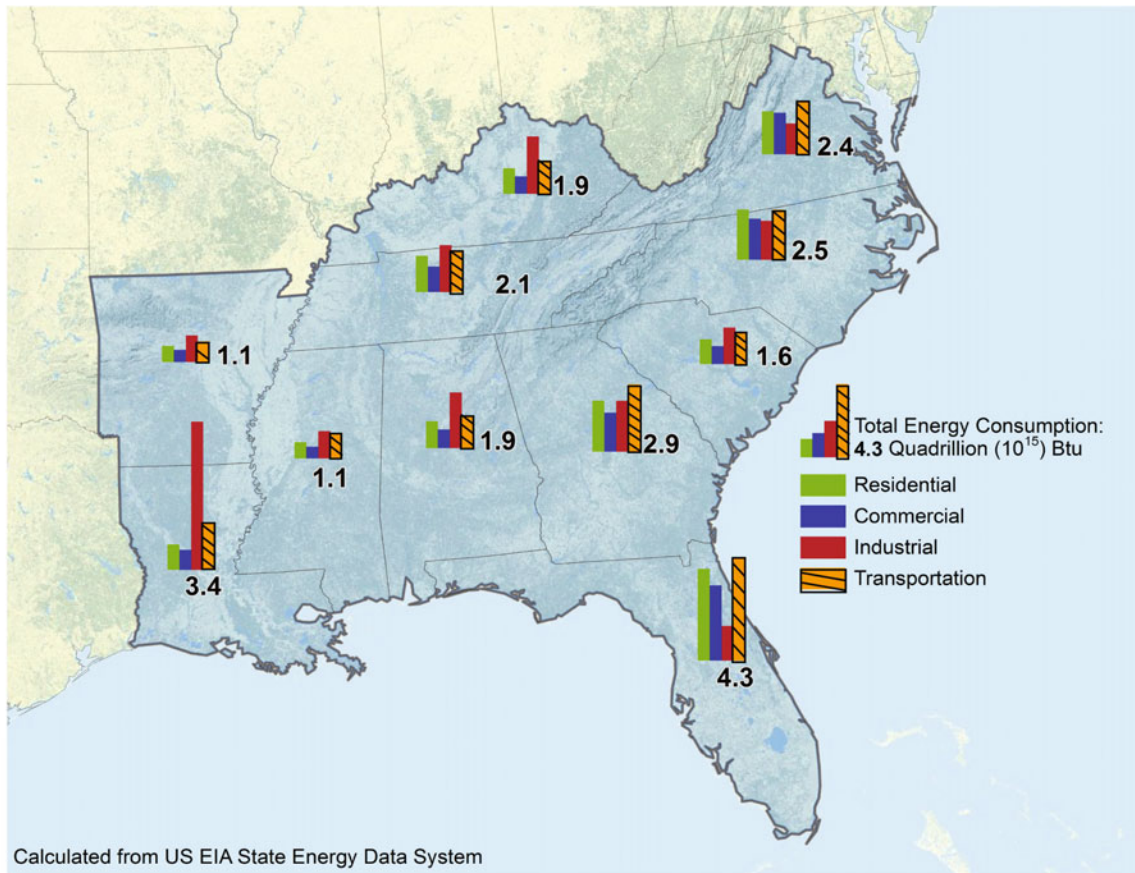 2.4
1.9
2.5
2.1
1.1
1.6
1.9
2.9
1.1
3.4
4.3
Total Energy Consumption:
4.3 Quadrillion (10¹⁵) Btu
Residential
Commercial
Industrial
Transportation
Calculated from US EIA State Energy Data System